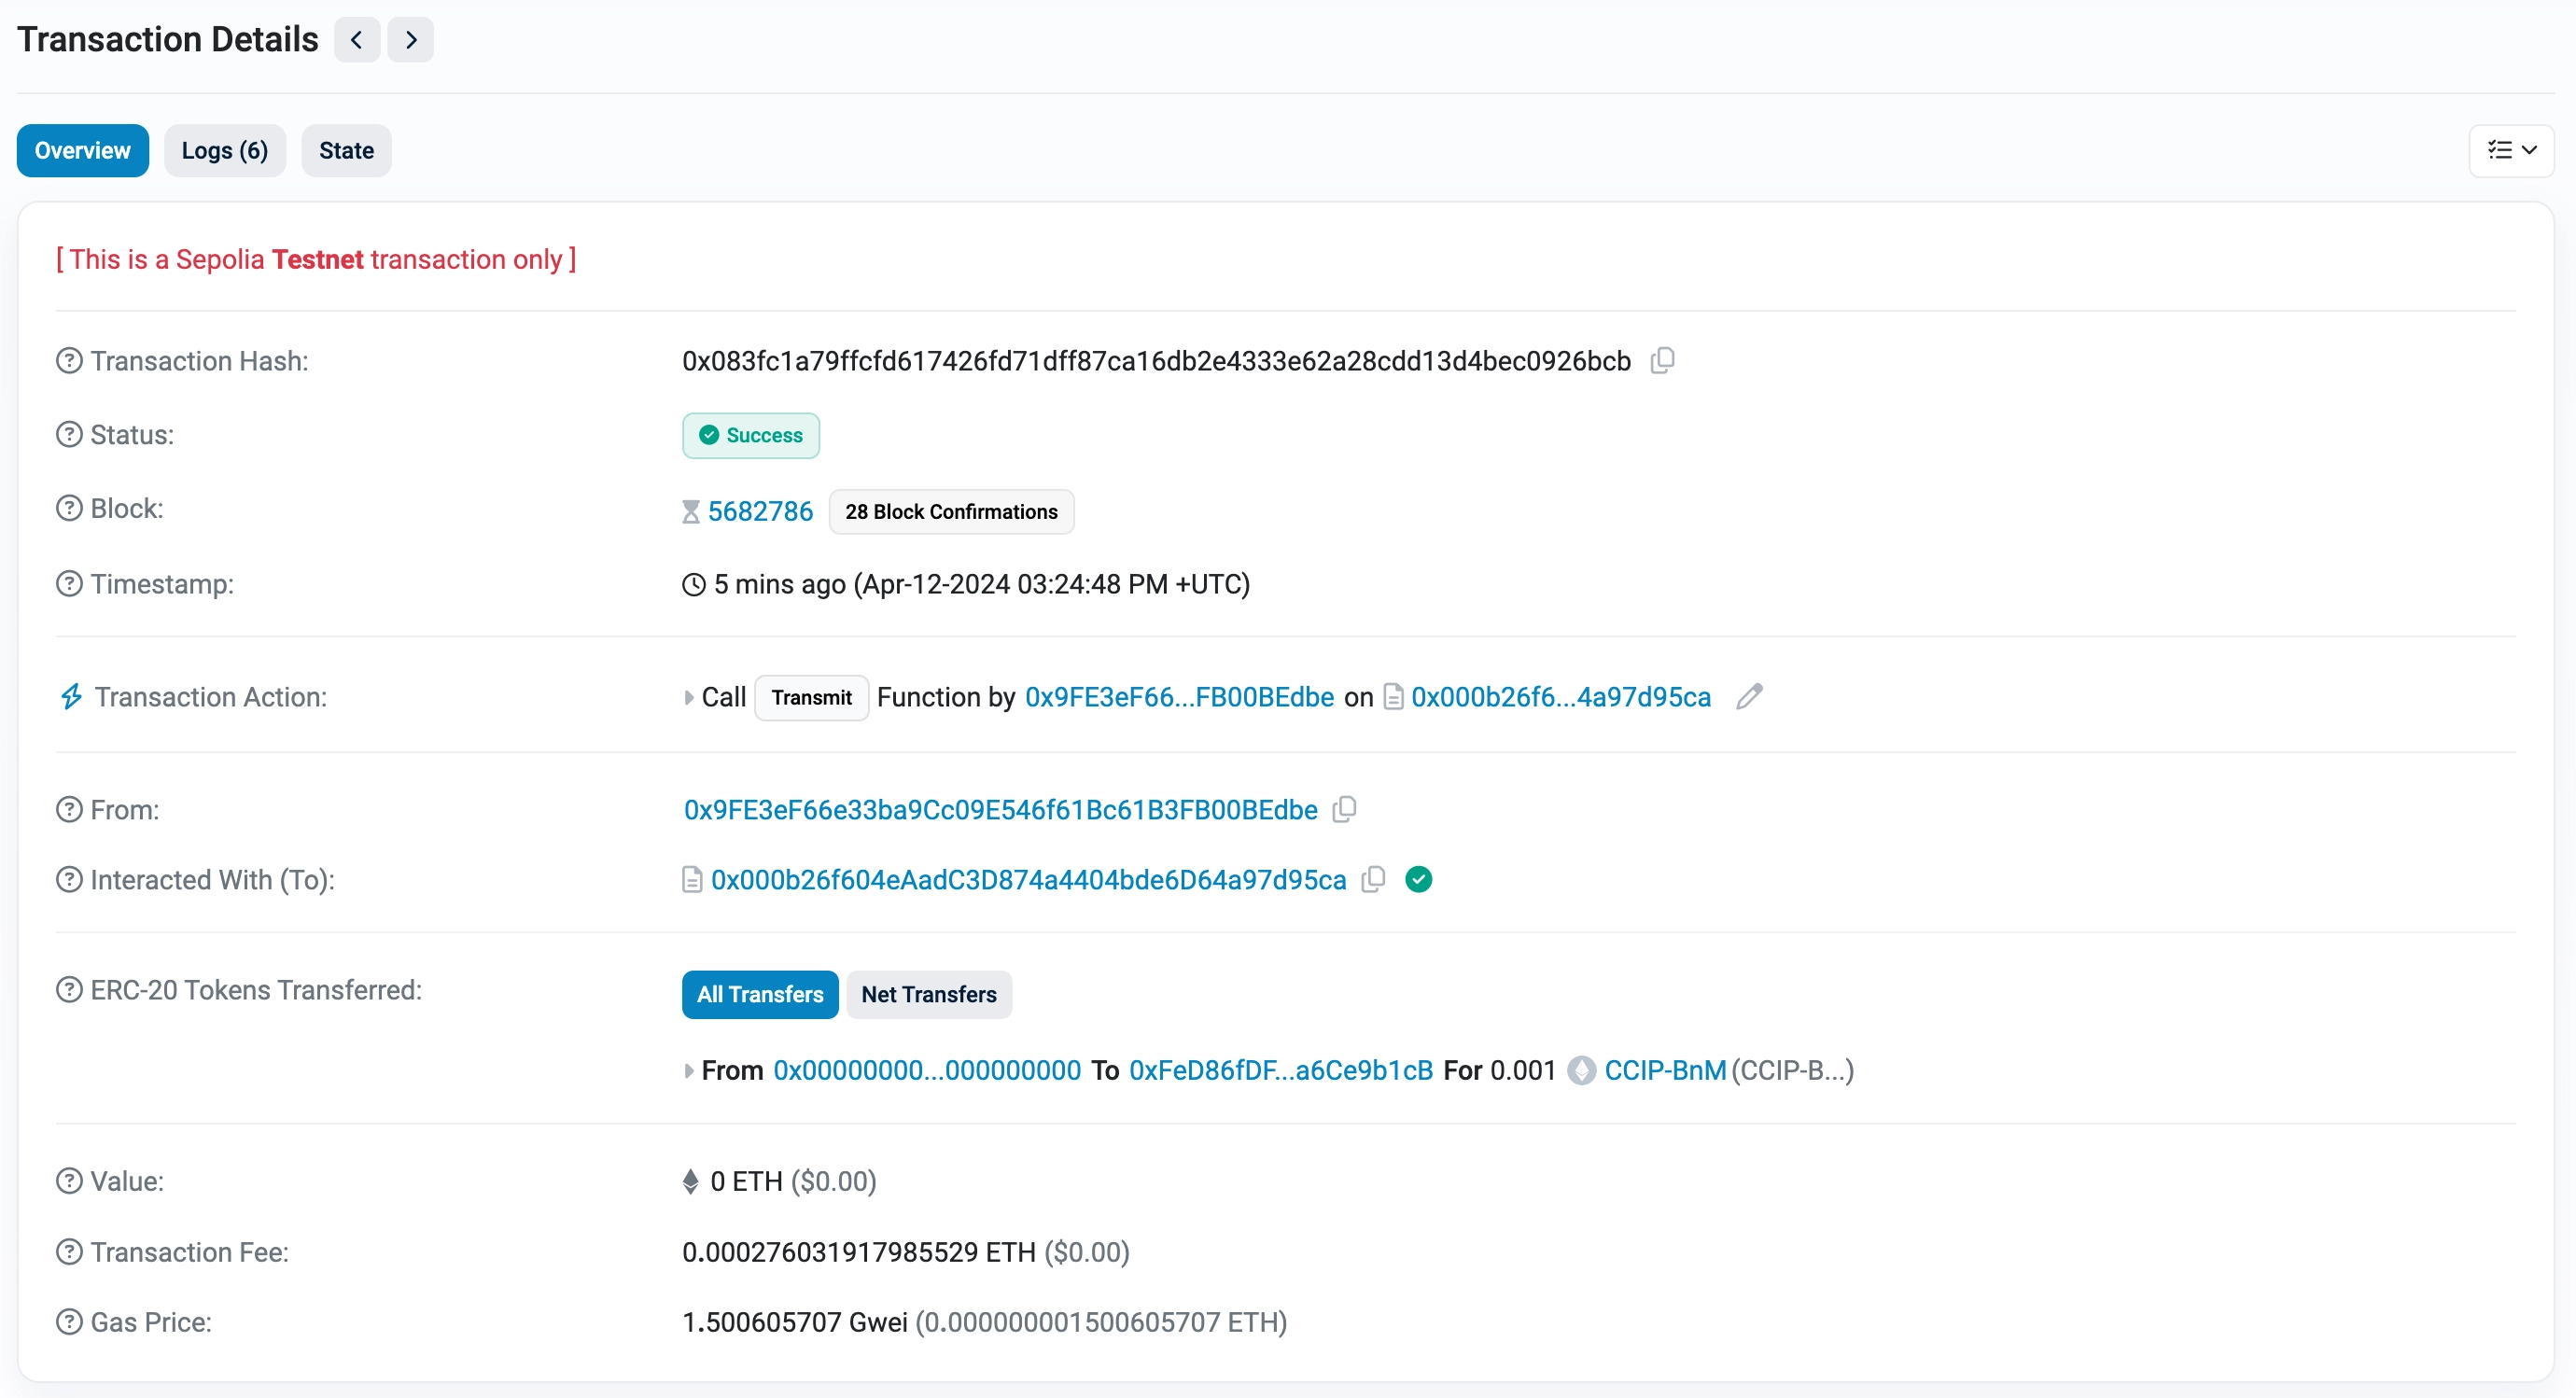 Transaction Details
Overview Logs (6) State
[ This is a Sepolia Testnet transaction only ]
Transaction Hash: 0x083fc1a79ffcfd617426fd71dff87ca16db2e4333e62a28cdd13d4bec0926bcb
Status: Success
Block: 5682786 28 Block Confirmations
Timestamp: 5 mins ago (Apr-12-2024 03:24:48 PM +UTC)
Transaction Action: Call Transmit Function by 0x9FE3eF66...FB00BEdbe on 0x000b26f6...4a97d95ca
From: 0x9FE3eF66e33ba9Cc09E546f61Bc61B3FB00BEdbe
Interacted With (To): 0x000b26f604eAadC3D874a4404bde6D64a97d95ca
ERC-20 Tokens Transferred: All Transfers Net Transfers
From 0x00000000...000000000 To 0xFeD86fDF...a6Ce9b1cB For 0.001 CCIP-BnM (CCIP-B...)
Value: 0 ETH ($0.00)
Transaction Fee: 0.000276031917985529 ETH ($0.00)
Gas Price: 1.500605707 Gwei (0.000000001500605707 ETH)